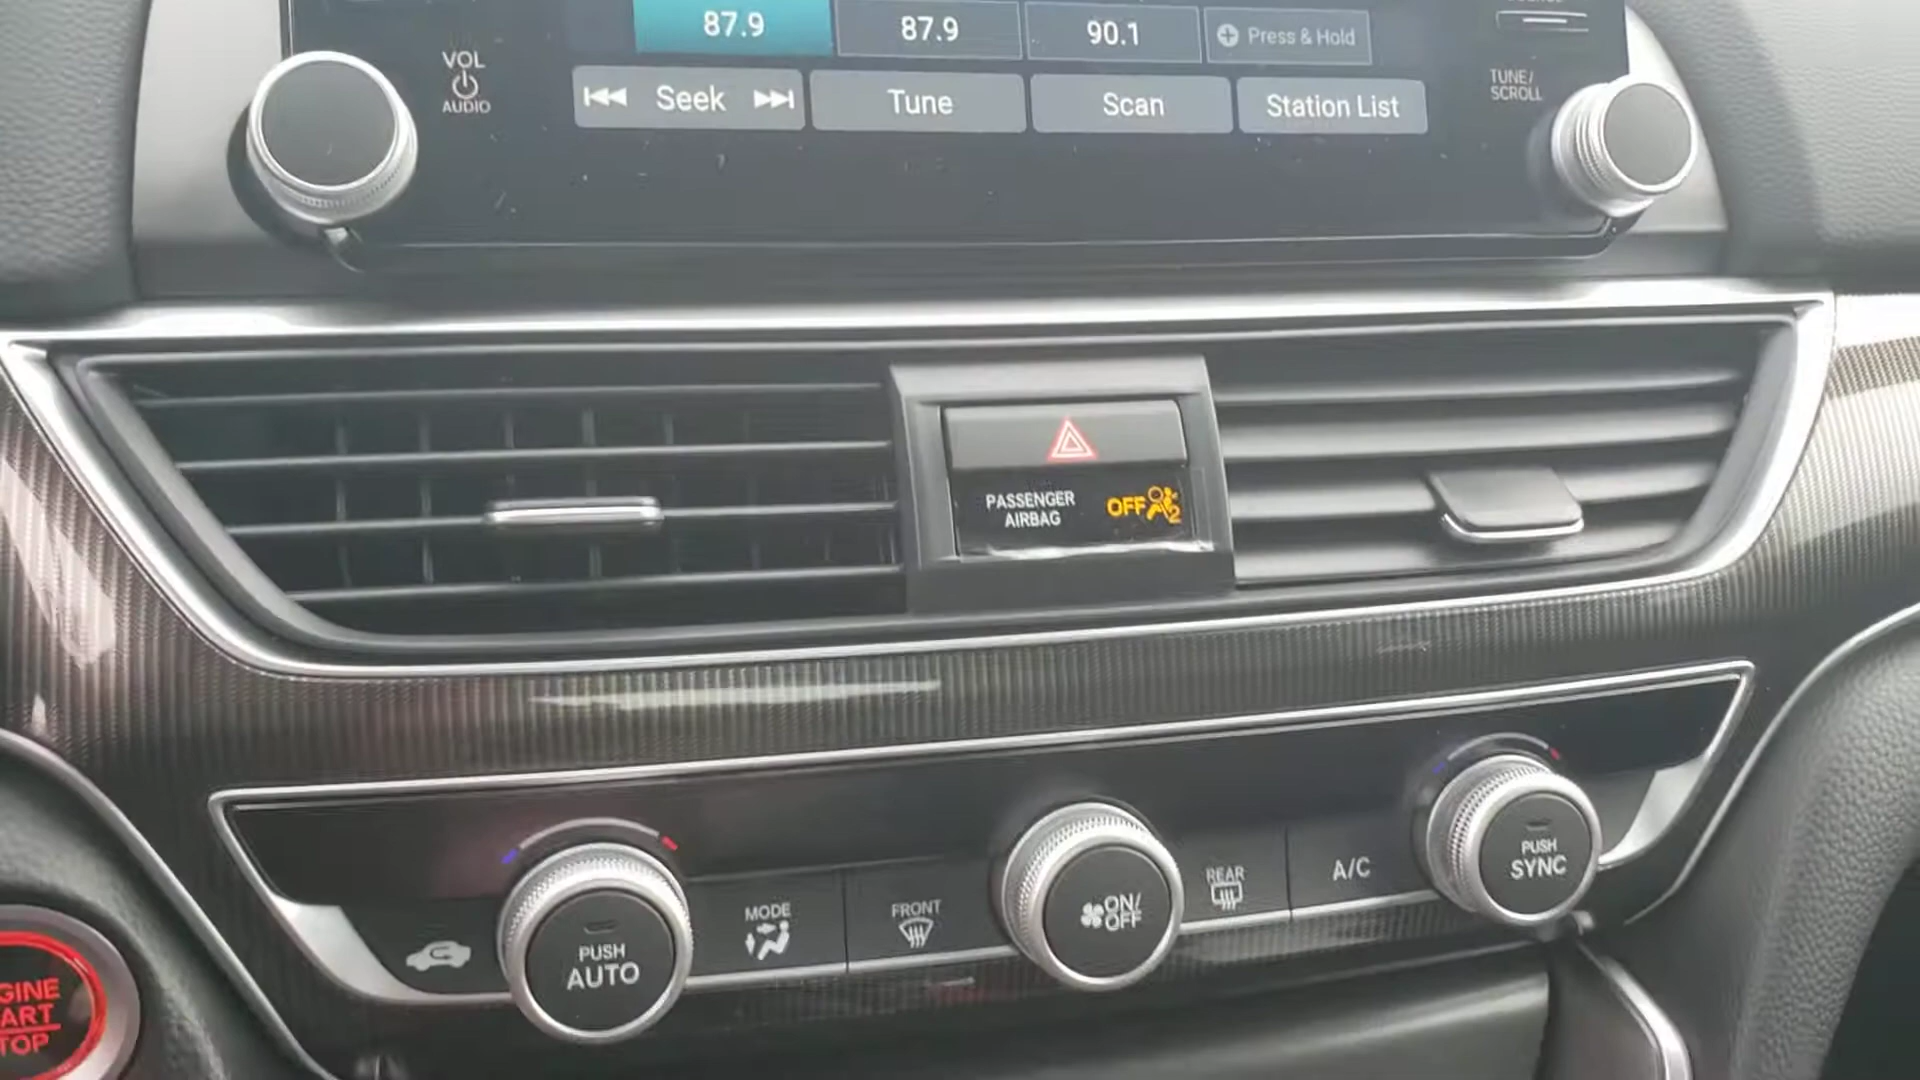 87.9
87.9
90.1
Press & Hold
VOL
AUDIO
Seek
Tune
Scan
Station List
TUNE/
SCROLL
PASSENGER
AIRBAG
OFF
2
MODE
FRONT
ON/
OFF
REAR
A/C
PUSH
SYNC
PUSH
AUTO
GINE
ART
TOP